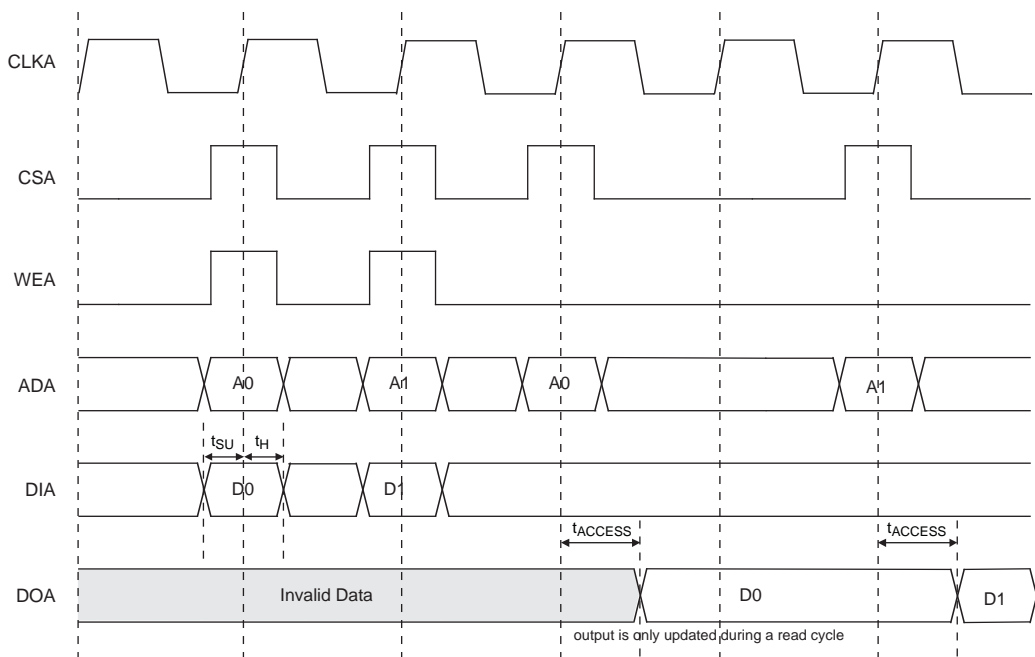 CLKA
CSA
WEA
ADA A0 A1 A0 A1
tSU tH
DIA D0 D1
tACCESS tACCESS
DOA Invalid Data D0 D1
output is only updated during a read cycle